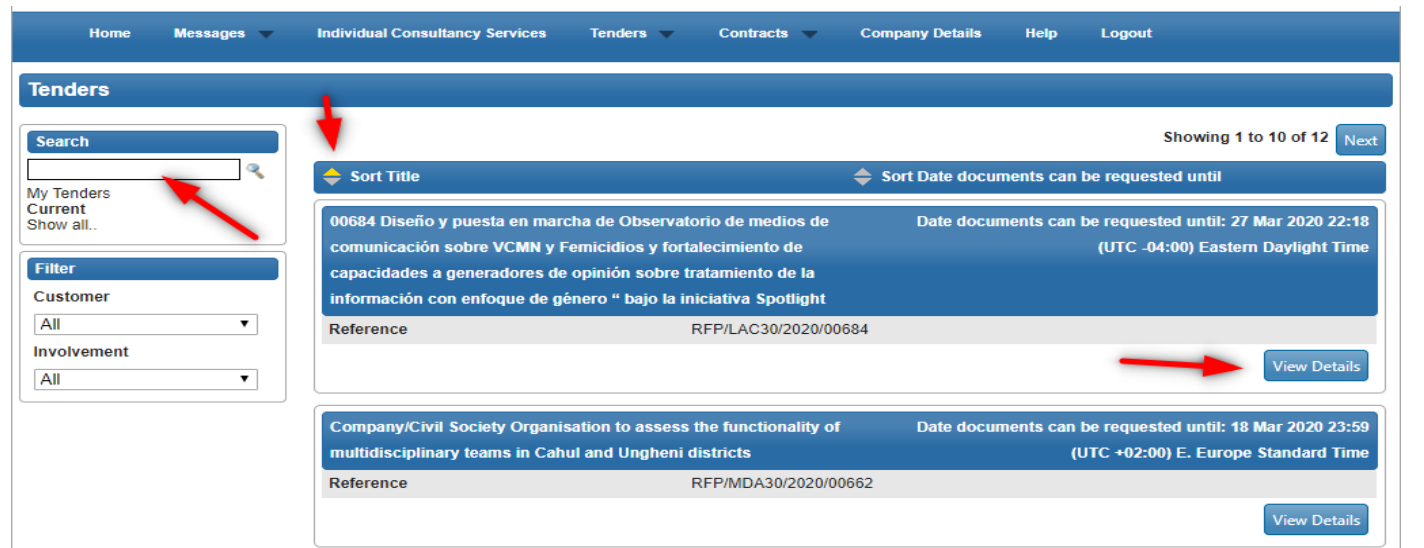 Home Messages Individual Consultancy Services Tenders Contracts Company Details Help Logout
Tenders
Search
My Tenders
Current
Show all..
Filter
Customer
All
Involvement
All
Showing 1 to 10 of 12 Next
Sort Title Sort Date documents can be requested until
00684 Diseño y puesta en marcha de Observatorio de medios de
comunicación sobre VCMN y Femicidios y fortalecimiento de
capacidades a generadores de opinión sobre tratamiento de la
información con enfoque de género “ bajo la iniciativa Spotlight
Date documents can be requested until: 27 Mar 2020 22:18
(UTC -04:00) Eastern Daylight Time
Reference RFP/LAC30/2020/00684
View Details
Company/Civil Society Organisation to assess the functionality of
multidisciplinary teams in Cahul and Ungheni districts
Date documents can be requested until: 18 Mar 2020 23:59
(UTC +02:00) E. Europe Standard Time
Reference RFP/MDA30/2020/00662
View Details